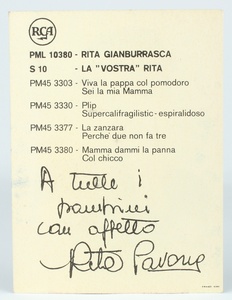 RCA
PML 10380 - RITA GIANBURRASCA
S 10 - LA "VOSTRA" RITA
PM45 3303 - Viva la pappa col pomodoro
Sei la mia Mamma
PM45 3330 - Plip
Supercalifragilistic - espiralidoso
PM45 3377 - La zanzara
Perche' due non fa tre
PM45 3380 - Mamma dammi la panna
Col chicco
A tutti i
bambini
con affetto
Rita Pavone